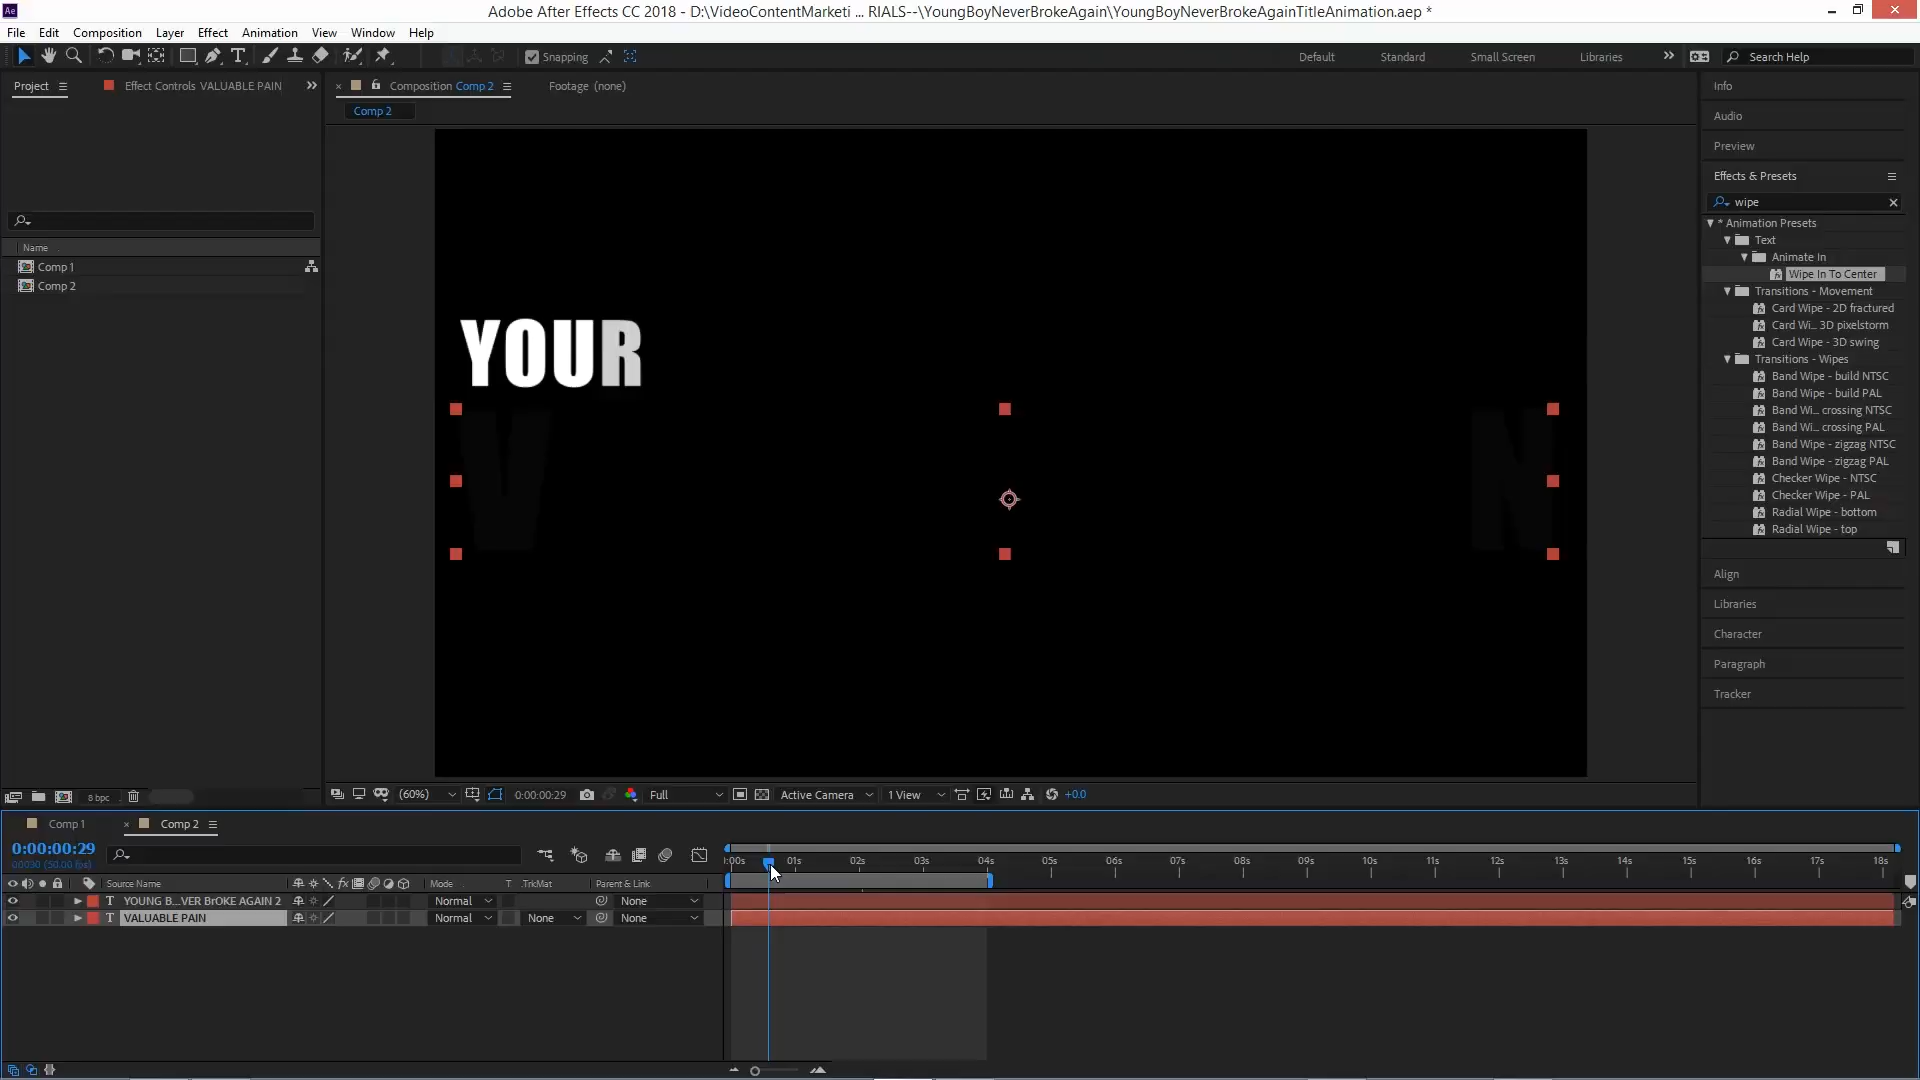 Ae
Adobe After Effects CC 2018 - D:\VideoContentMarketi ... RIALS--\YoungBoyNeverBrokeAgain\YoungBoyNeverBrokeAgainTitleAnimation.aep *
File Edit Composition Layer Effect Animation View Window Help
Snapping Default Standard Small Screen Libraries Search Help
Project Effect Controls VALUABLE PAIN Composition Comp 2 Footage (none)
Comp 2
Name
Comp 1
Comp 2
8 bpc
YOUR
V N
Info
Audio
Preview
Effects & Presets
wipe
* Animation Presets
Text
Animate In
Wipe In To Center
Transitions - Movement
Card Wipe - 2D fractured
Card Wi... 3D pixelstorm
Card Wipe - 3D swing
Transitions - Wipes
Band Wipe - build NTSC
Band Wipe - build PAL
Band Wi... crossing NTSC
Band Wi... crossing PAL
Band Wipe - zigzag NTSC
Band Wipe - zigzag PAL
Checker Wipe - NTSC
Checker Wipe - PAL
Radial Wipe - bottom
Radial Wipe - top
Align
Libraries
Character
Paragraph
Tracker
(60%) 0:00:00:29 Full Active Camera 1 View +0.0
Comp 1 Comp 2
0:00:00:29
00030 (50.00 fps)
:00s 01s 02s 03s 04s 05s 06s 07s 08s 09s 10s 11s 12s 13s 14s 15s 16s 17s 18s
Source Name fx Mode T .TrkMat Parent & Link
T YOUNG B...VER BrOKE AGAIN 2 Normal None
T VALUABLE PAIN Normal None None